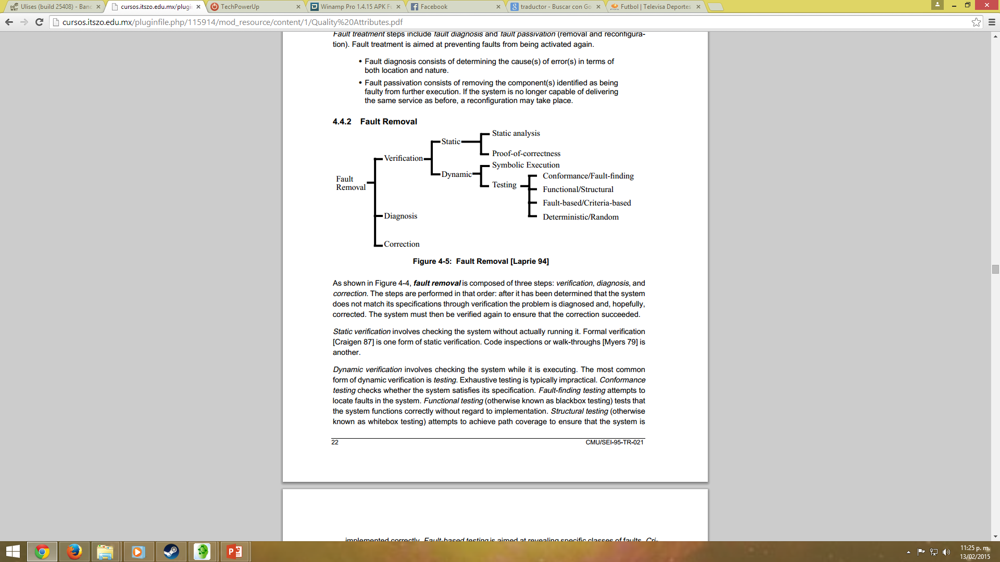 Ulises (build 25408) - Banc
cursos.itszo.edu.mx/plugi
TechPowerUp
Winamp Pro 1.4.15 APK Fu
Facebook
traductor - Buscar con Go
Futbol | Televisa Deportes
cursos.itszo.edu.mx/pluginfile.php/115914/mod_resource/content/1/Quality%20Attributes.pdf
Fault treatment steps include fault diagnosis and fault passivation (removal and reconfigura-
tion). Fault treatment is aimed at preventing faults from being activated again.
• Fault diagnosis consists of determining the cause(s) of error(s) in terms of
both location and nature.
• Fault passivation consists of removing the component(s) identified as being
faulty from further execution. If the system is no longer capable of delivering
the same service as before, a reconfiguration may take place.
4.4.2 Fault Removal
Static analysis
Static
Proof-of-correctness
Verification
Symbolic Execution
Dynamic
Conformance/Fault-finding
Fault
Removal
Testing
Functional/Structural
Fault-based/Criteria-based
Diagnosis
Deterministic/Random
Correction
Figure 4-5: Fault Removal [Laprie 94]
As shown in Figure 4-4, fault removal is composed of three steps: verification, diagnosis, and
correction. The steps are performed in that order: after it has been determined that the system
does not match its specifications through verification the problem is diagnosed and, hopefully,
corrected. The system must then be verified again to ensure that the correction succeeded.
Static verification involves checking the system without actually running it. Formal verification
[Craigen 87] is one form of static verification. Code inspections or walk-throughs [Myers 79] is
another.
Dynamic verification involves checking the system while it is executing. The most common
form of dynamic verification is testing. Exhaustive testing is typically impractical. Conformance
testing checks whether the system satisfies its specification. Fault-finding testing attempts to
locate faults in the system. Functional testing (otherwise known as blackbox testing) tests that
the system functions correctly without regard to implementation. Structural testing (otherwise
known as whitebox testing) attempts to achieve path coverage to ensure that the system is
22
CMU/SEI-95-TR-021
implemented correctly. Fault-based testing is aimed at revealing specific classes of faults. Cri-
11:25 p. m.
13/02/2015